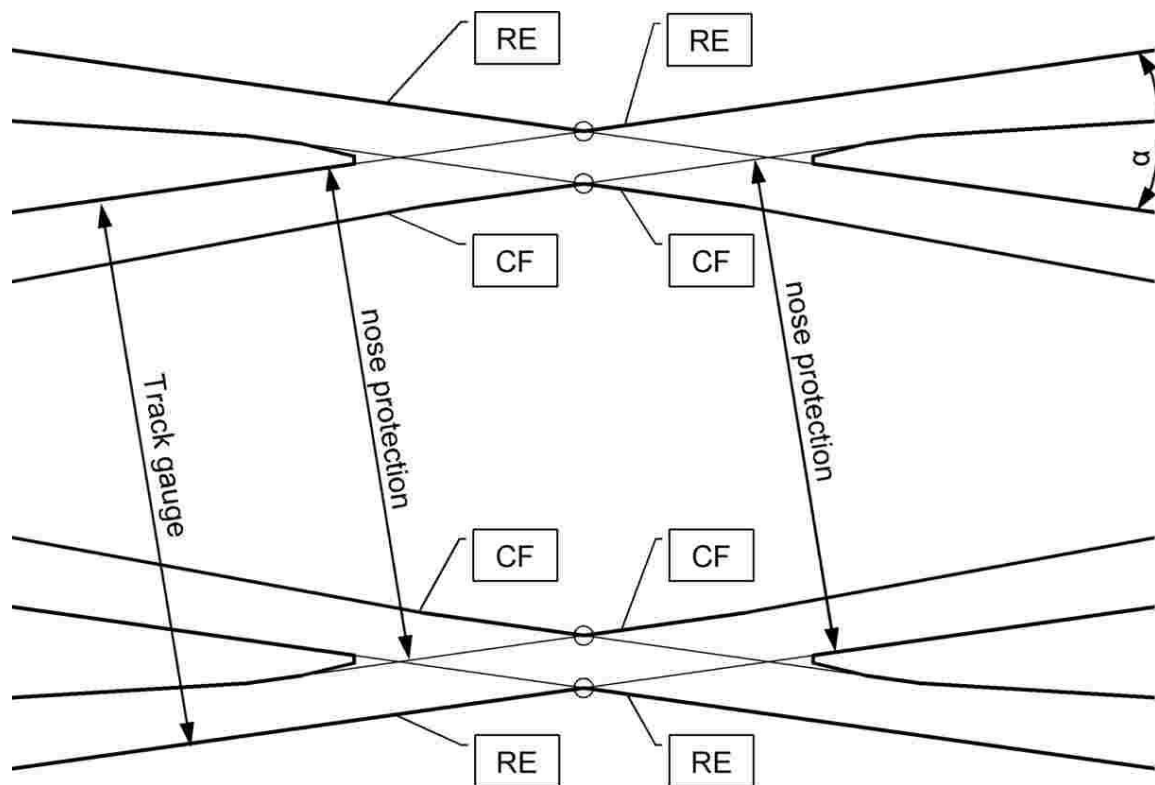 RE
RE
α
CF
CF
Track gauge
nose protection
nose protection
CF
CF
RE
RE